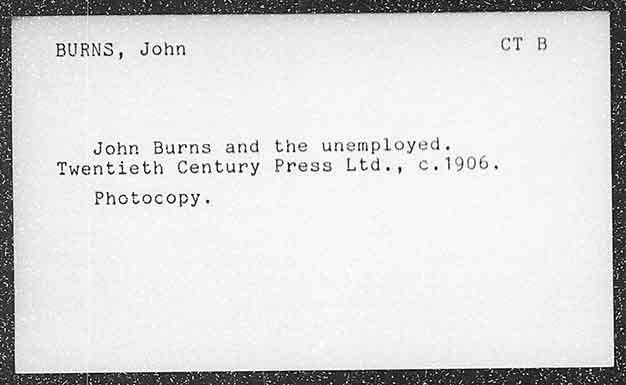 BURNS, John CT B
John Burns and the unemployed.
Twentieth Century Press Ltd., c.1906.
Photocopy.